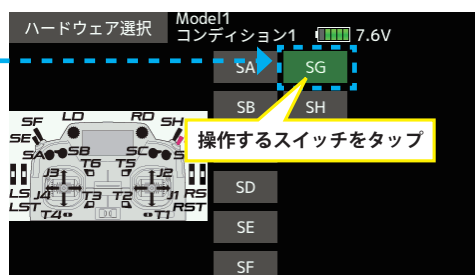 ハードウェア選択
Model1
コンディション1
7.6V
SA
SG
SB
SH
操作するスイッチをタップ
SD
SE
SF
SF LD RD SH
SE
SA SB SC S
T6 T5
J3 J2
LS J4 T3 T2 J1 RS
LST RST
T4 T1